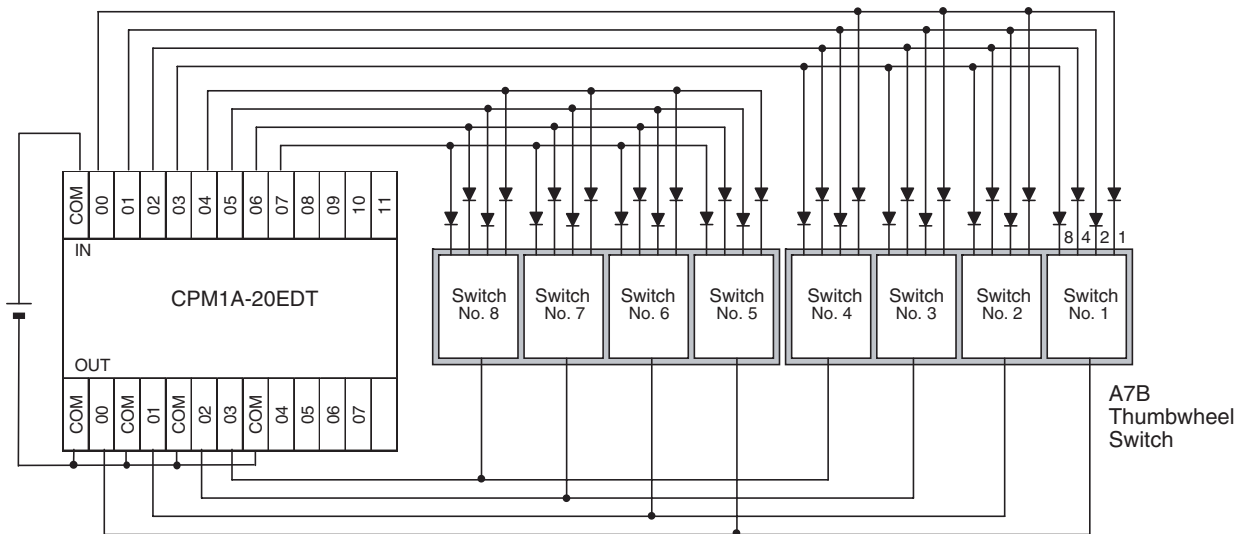 COM 00 01 02 03 04 05 06 07 08 09 10 11
IN
CPM1A-20EDT
OUT
COM 00 COM 01 COM 02 03 COM 04 05 06 07
8 4 2 1
Switch No. 8
Switch No. 7
Switch No. 6
Switch No. 5
Switch No. 4
Switch No. 3
Switch No. 2
Switch No. 1
A7B
Thumbwheel
Switch